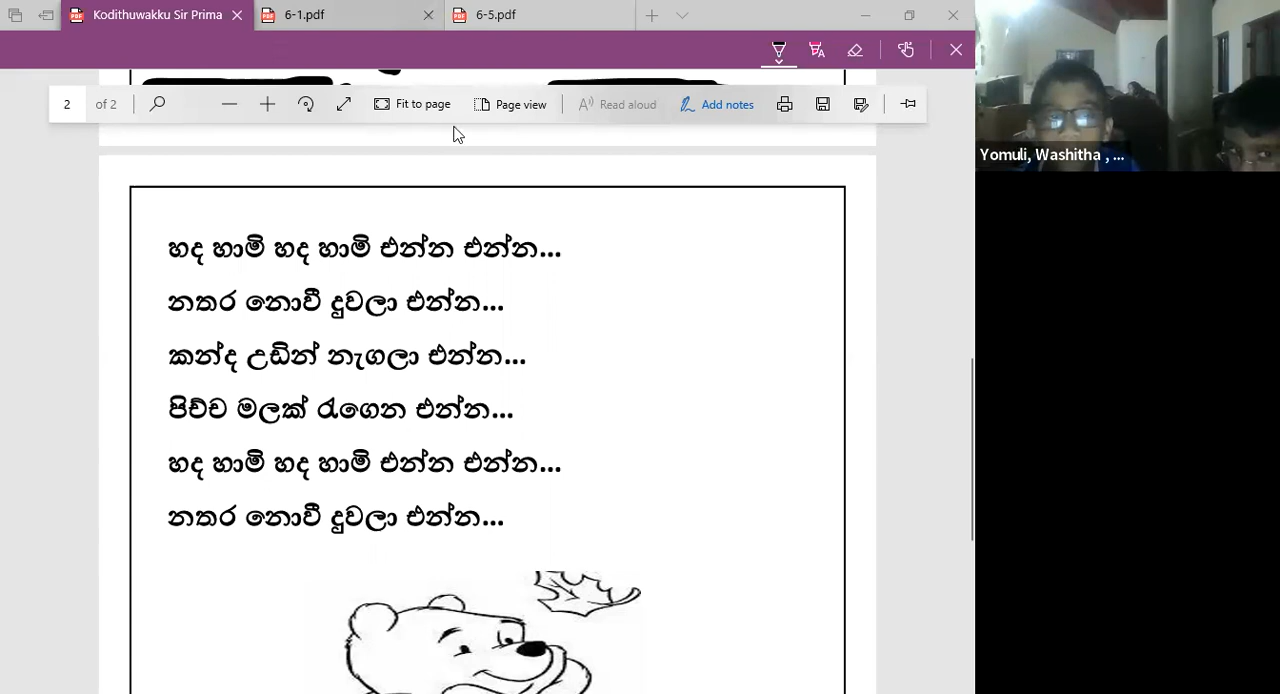 Kodithuwakku Sir Prima
6-1.pdf
6-5.pdf
2 of 2
Fit to page
Page view
Read aloud
Add notes
Yomuli, Washitha , ...
හද හාමි හද හාමි එන්න එන්න...
නතර නොවී දුවලා එන්න...
කන්ද උඩින් නැගලා එන්න...
පිච්ච මලක් රැගෙන එන්න...
හද හාමි හද හාමි එන්න එන්න...
නතර නොවී දුවලා එන්න...